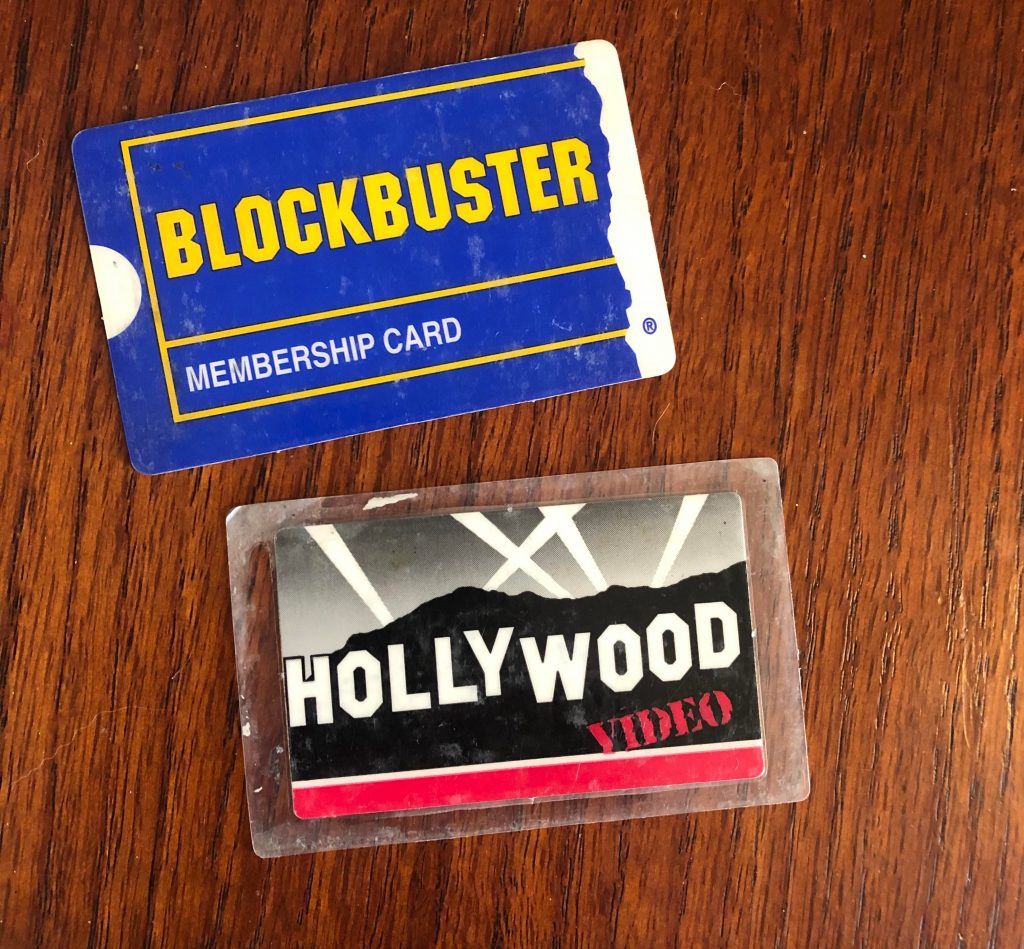 BLOCKBUSTER
MEMBERSHIP CARD
®
HOLLYWOOD
VIDEO